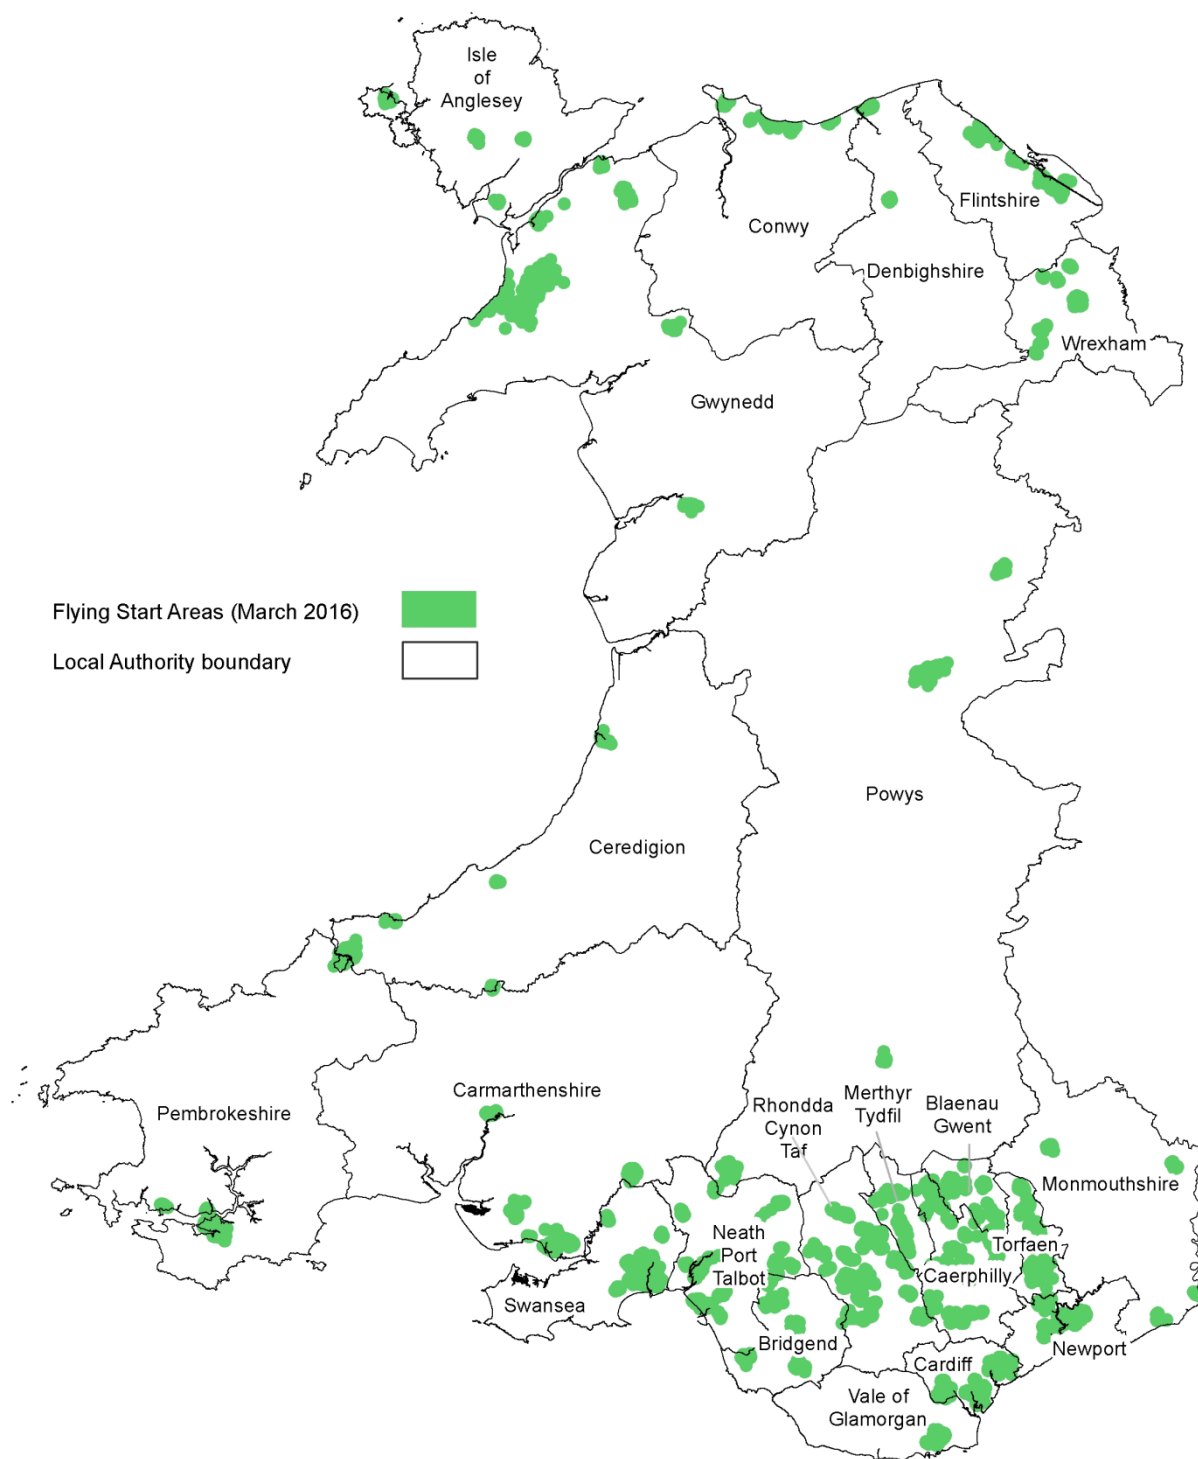 Isle
of
Anglesey
Conwy
Flintshire
Denbighshire
Wrexham
Gwynedd
Flying Start Areas (March 2016)
Local Authority boundary
Powys
Ceredigion
Carmarthenshire
Pembrokeshire
Rhondda
Cynon
Taf
Merthyr
Tydfil
Blaenau
Gwent
Monmouthshire
Neath
Port
Talbot
Torfaen
Caerphilly
Swansea
Bridgend
Newport
Cardiff
Vale of
Glamorgan